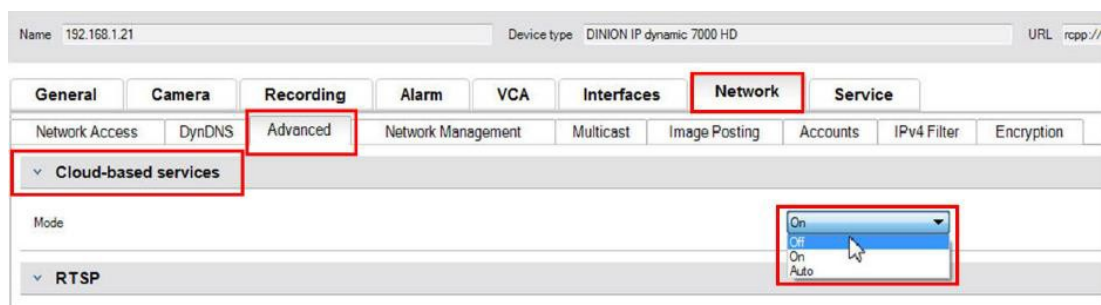 Name 192.168.1.21 Device type DINION IP dynamic 7000 HD URL rcpp://
General Camera Recording Alarm VCA Interfaces Network Service
Network Access DynDNS Advanced Network Management Multicast Image Posting Accounts IPv4 Filter Encryption
Cloud-based services
Mode On
Off
On
Auto
RTSP